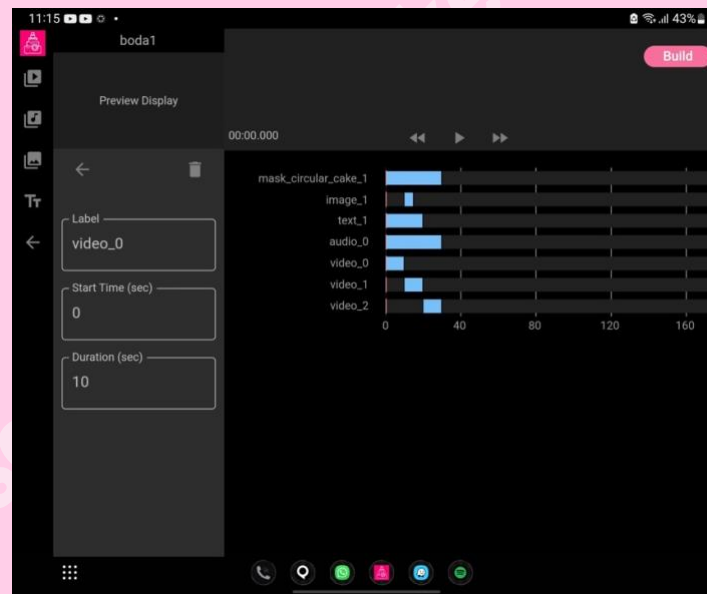 11:15
43%
boda1
Build
Preview Display
00:00.000
Label
video_0
Start Time (sec)
0
Duration (sec)
10
mask_circular_cake_1
image_1
text_1
audio_0
video_0
video_1
video_2
0 40 80 120 160
Tт